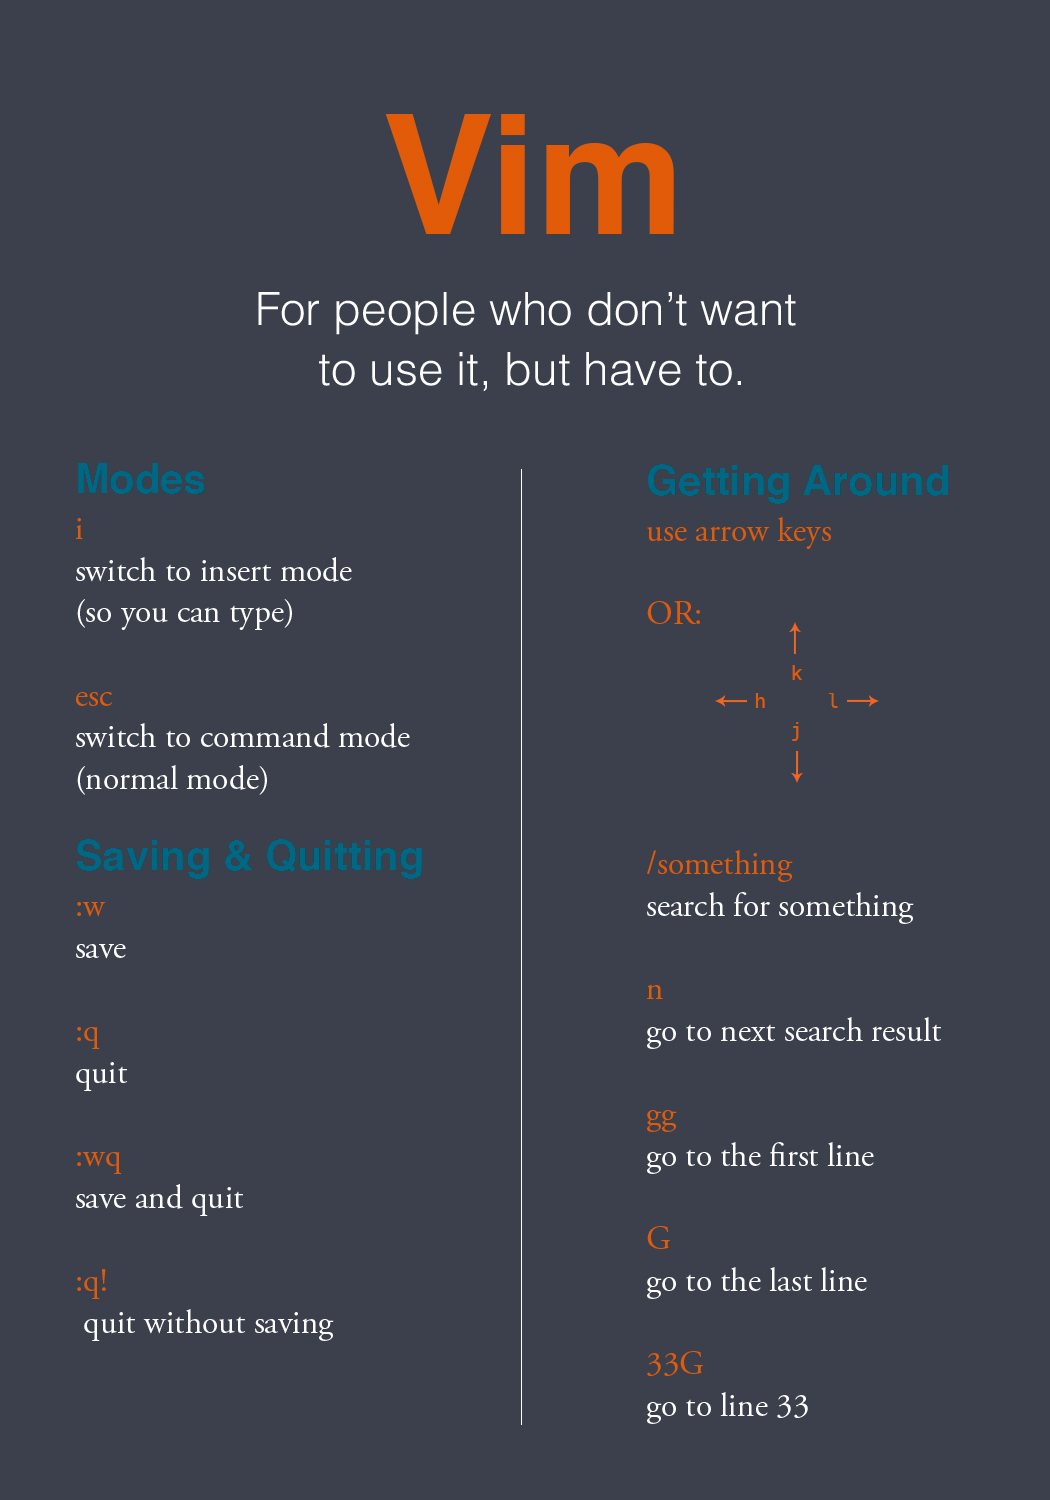 Vim
For people who don’t want
to use it, but have to.
Modes
i
switch to insert mode
(so you can type)
esc
switch to command mode
(normal mode)
Saving & Quitting
:w
save
:q
quit
:wq
save and quit
:q!
quit without saving
Getting Around
use arrow keys
OR:
↑
k
← h l →
j
↓
/something
search for something
n
go to next search result
gg
go to the first line
G
go to the last line
33G
go to line 33